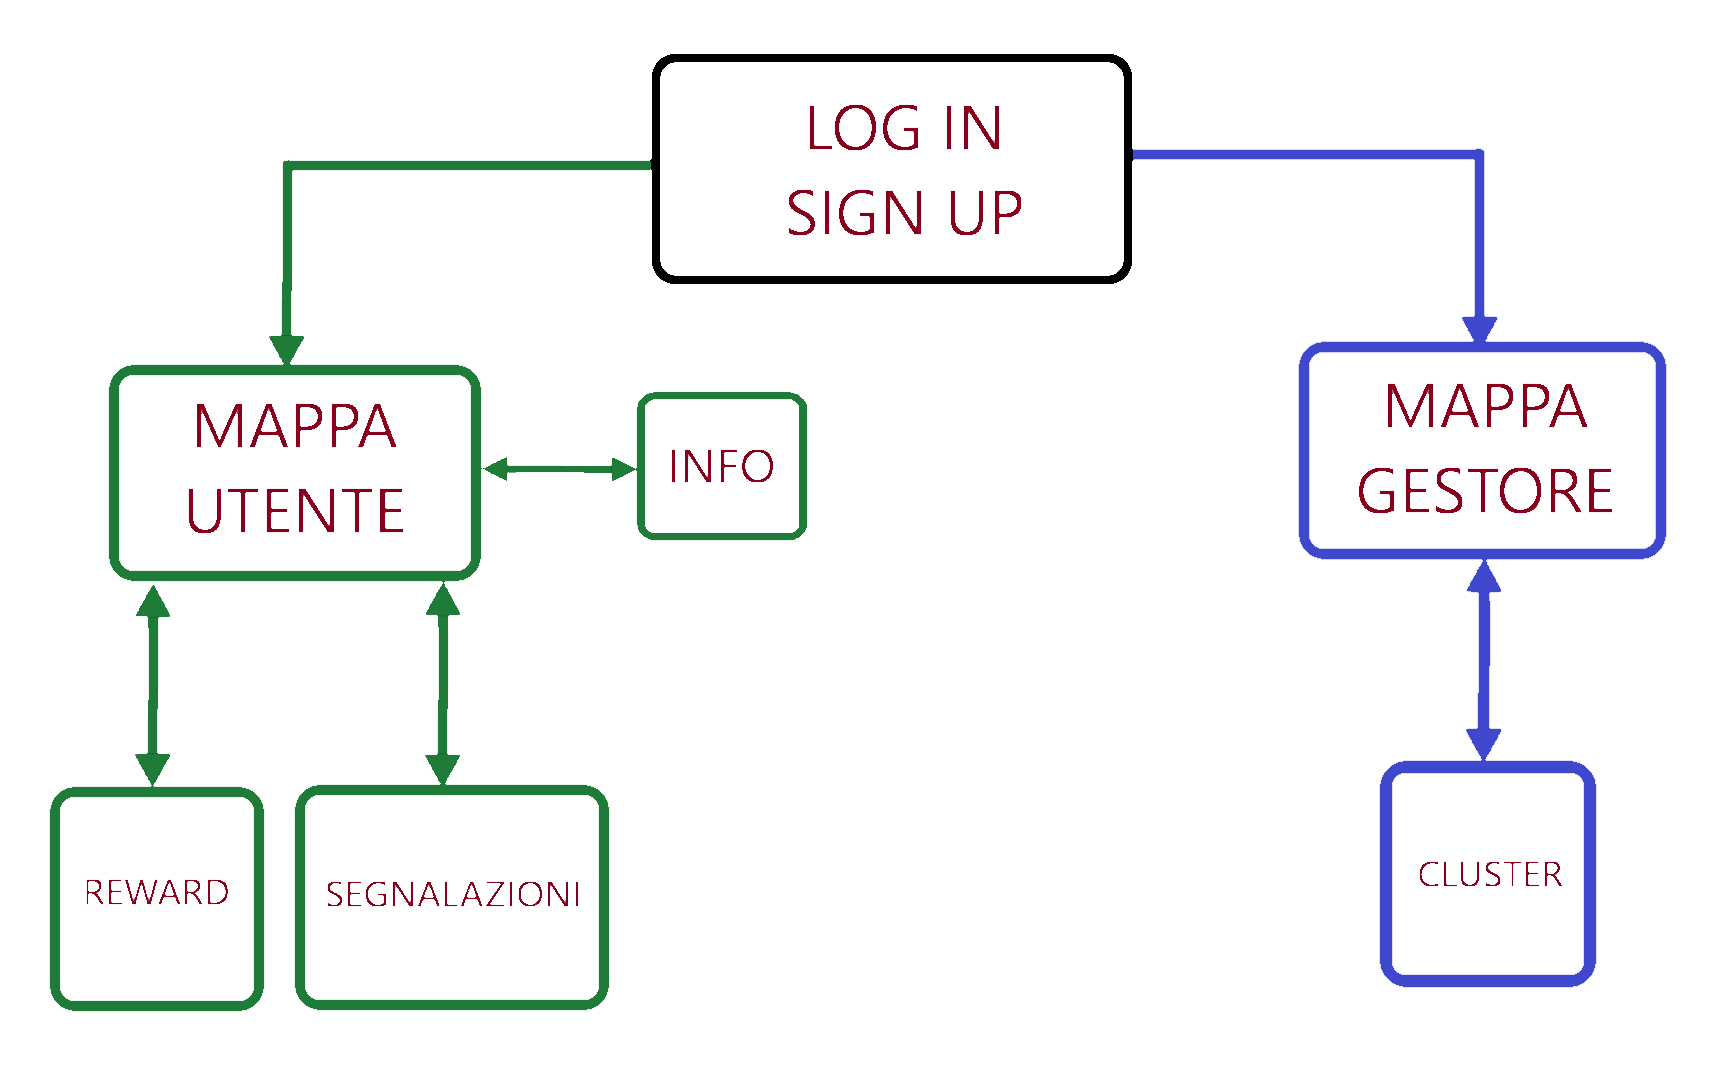 LOG IN
SIGN UP
MAPPA
UTENTE
INFO
MAPPA
GESTORE
REWARD
SEGNALAZIONI
CLUSTER